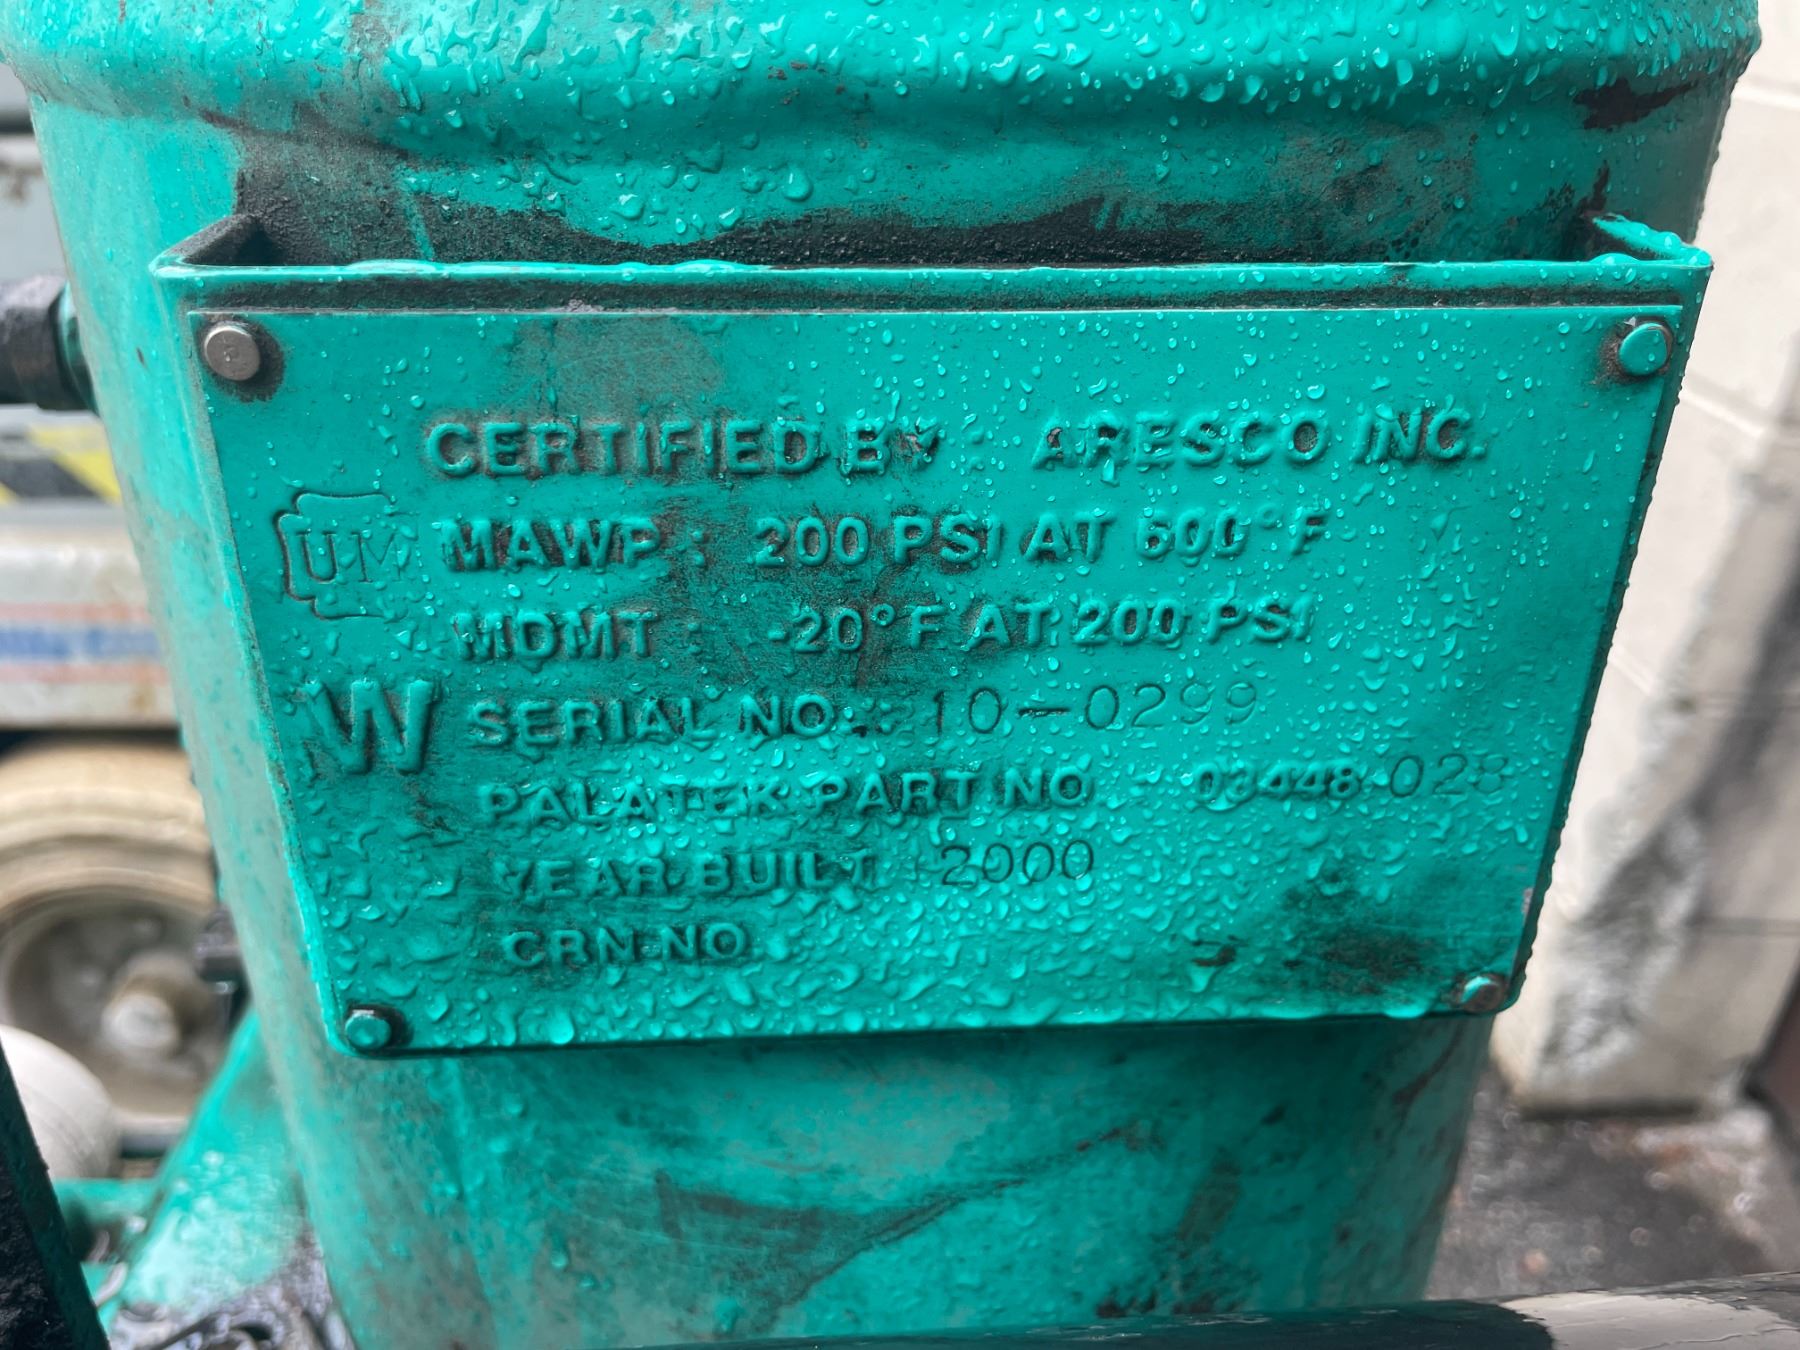 CERTIFIED BY : ARESCO INC.
UM
MAWP : 200 PSI AT 600°F
MDMT : -20°F AT 200 PSI
W
SERIAL NO. : 10-0299
PALATEK PART NO - 03448-028
YEAR BUILT : 2000
CRN NO